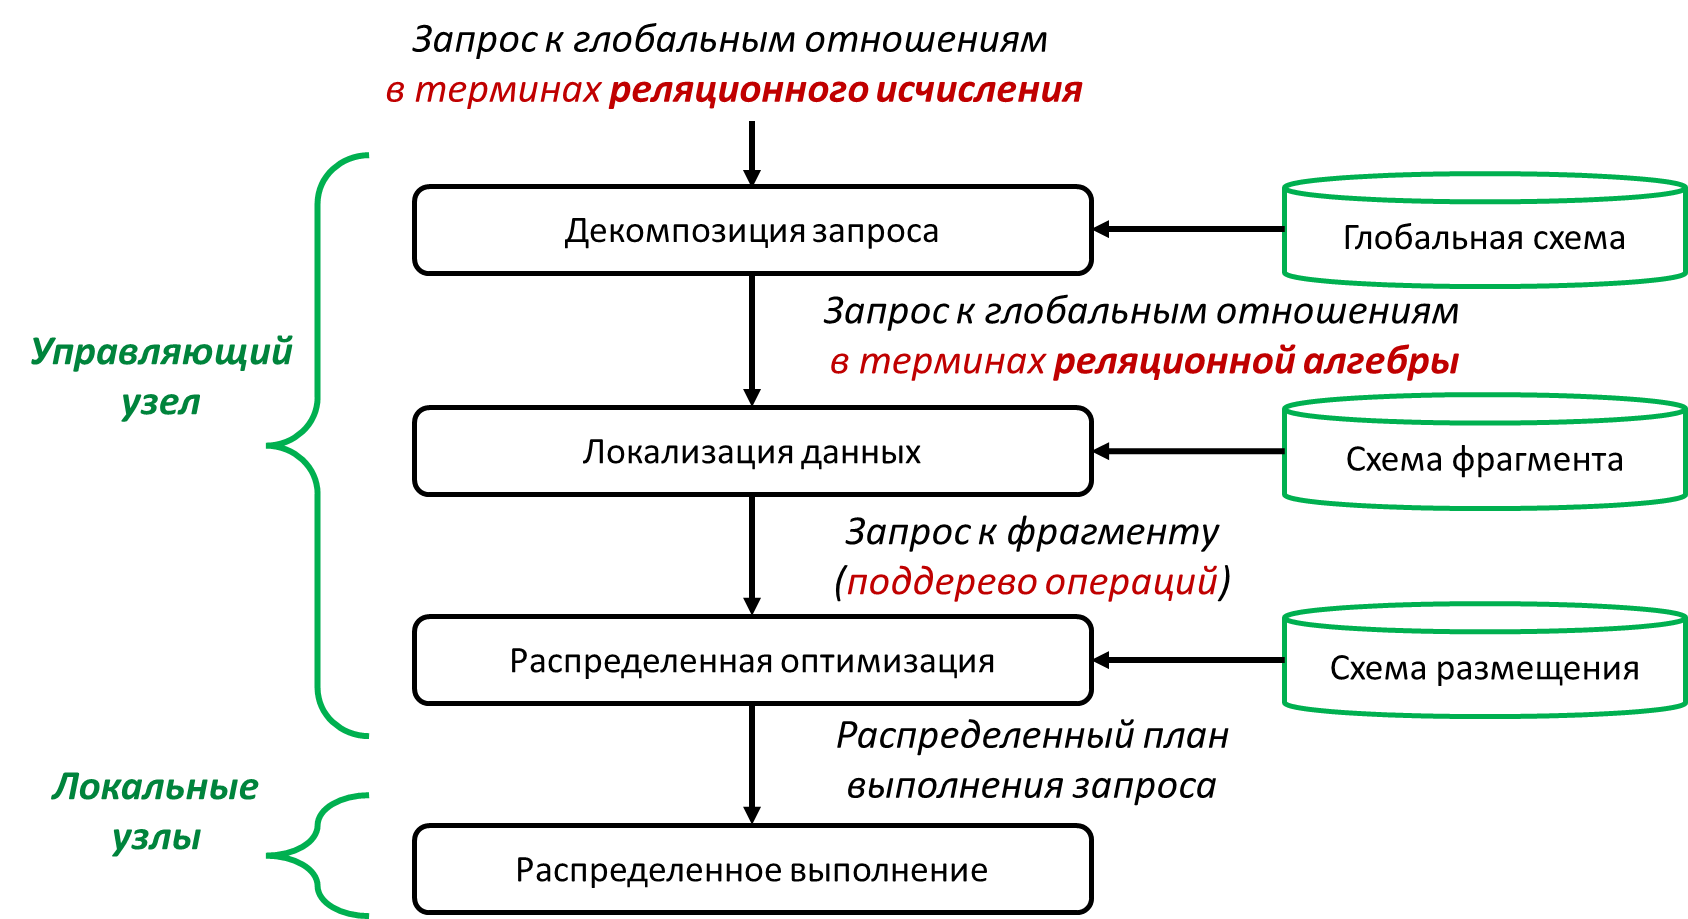 Запрос к глобальным отношениям
в терминах реляционного исчисления
Декомпозиция запроса
Глобальная схема
Запрос к глобальным отношениям
в терминах реляционной алгебры
Управляющий
узел
Локализация данных
Схема фрагмента
Запрос к фрагменту
(поддерево операций)
Распределенная оптимизация
Схема размещения
Распределенный план
выполнения запроса
Локальные
узлы
Распределенное выполнение